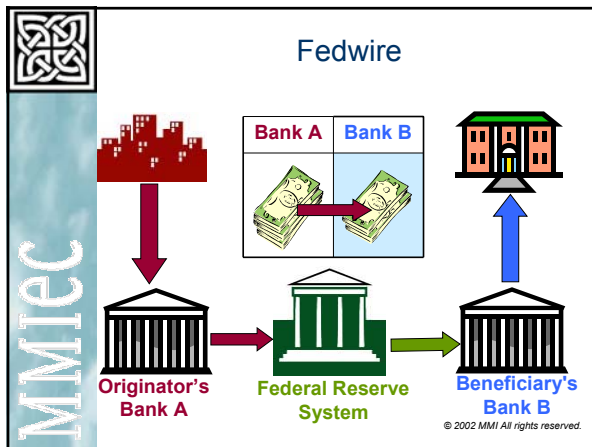 Fedwire
Bank A Bank B
MMIec
Originator's
Bank A
Federal Reserve
System
Beneficiary's
Bank B
© 2002 MMI All rights reserved.